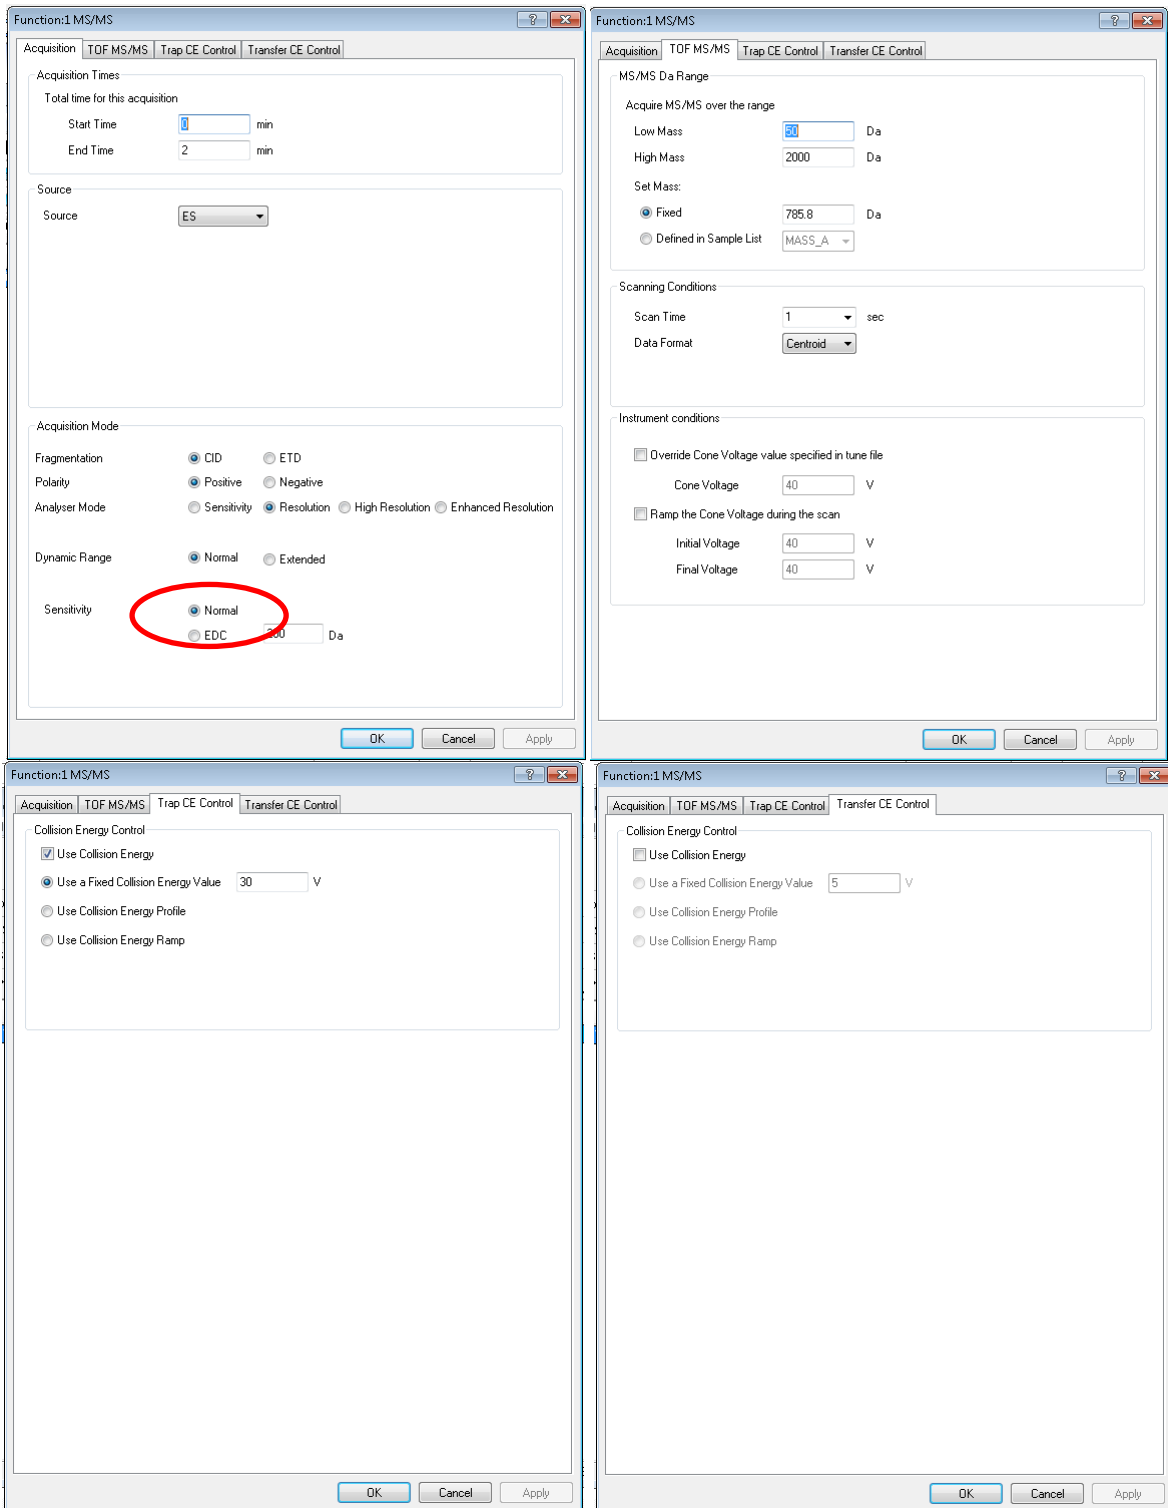 Function:1 MS/MS
Acquisition TOF MS/MS Trap CE Control Transfer CE Control
Acquisition Times
Total time for this acquisition
Start Time 0 min
End Time 2 min
Source
Source ES
Acquisition Mode
Fragmentation CID ETD
Polarity Positive Negative
Analyser Mode Sensitivity Resolution High Resolution Enhanced Resolution
Dynamic Range Normal Extended
Sensitivity Normal
EDC Da
OK Cancel Apply
Function:1 MS/MS
Acquisition TOF MS/MS Trap CE Control Transfer CE Control
MS/MS Da Range
Acquire MS/MS over the range
Low Mass 50 Da
High Mass 2000 Da
Set Mass:
Fixed 785.8 Da
Defined in Sample List MASS_A
Scanning Conditions
Scan Time 1 sec
Data Format Centroid
Instrument conditions
Override Cone Voltage value specified in tune file
Cone Voltage 40 V
Ramp the Cone Voltage during the scan
Initial Voltage 40 V
Final Voltage 40 V
OK Cancel Apply
Function:1 MS/MS
Acquisition TOF MS/MS Trap CE Control Transfer CE Control
Collision Energy Control
Use Collision Energy
Use a Fixed Collision Energy Value 30 V
Use Collision Energy Profile
Use Collision Energy Ramp
OK Cancel Apply
Function:1 MS/MS
Acquisition TOF MS/MS Trap CE Control Transfer CE Control
Collision Energy Control
Use Collision Energy
Use a Fixed Collision Energy Value 5 V
Use Collision Energy Profile
Use Collision Energy Ramp
OK Cancel Apply